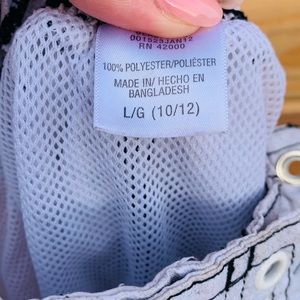 RN 42000
100% POLYESTER/POLIÉSTER
MADE IN/ HECHO EN
BANGLADESH
L/G (10/12)